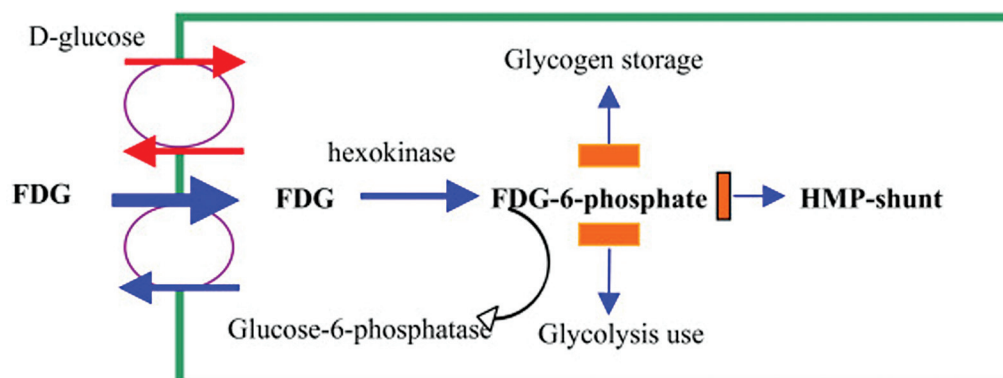 D-glucose
Glycogen storage
hexokinase
FDG
FDG
FDG-6-phosphate
HMP-shunt
Glucose-6-phosphatase
Glycolysis use